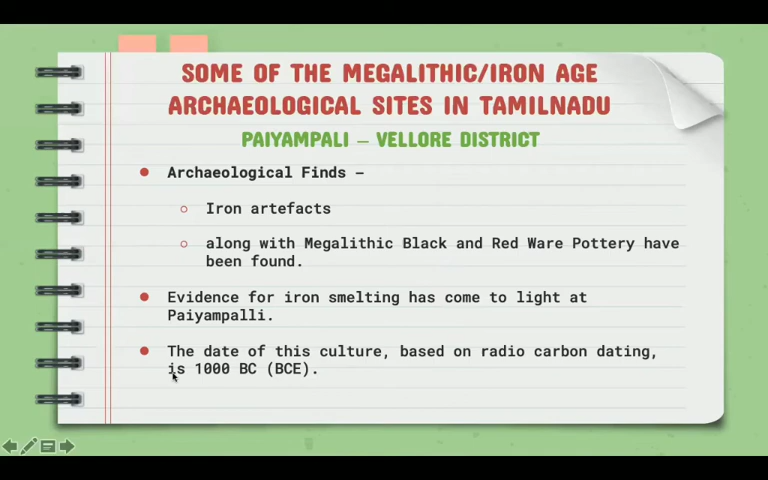 SOME OF THE MEGALITHIC/IRON AGE
ARCHAEOLOGICAL SITES IN TAMILNADU
PAIYAMPALI – VELLORE DISTRICT
● Archaeological Finds –
○ Iron artefacts
○ along with Megalithic Black and Red Ware Pottery have
been found.
● Evidence for iron smelting has come to light at
Paiyampalli.
● The date of this culture, based on radio carbon dating,
is 1000 BC (BCE).